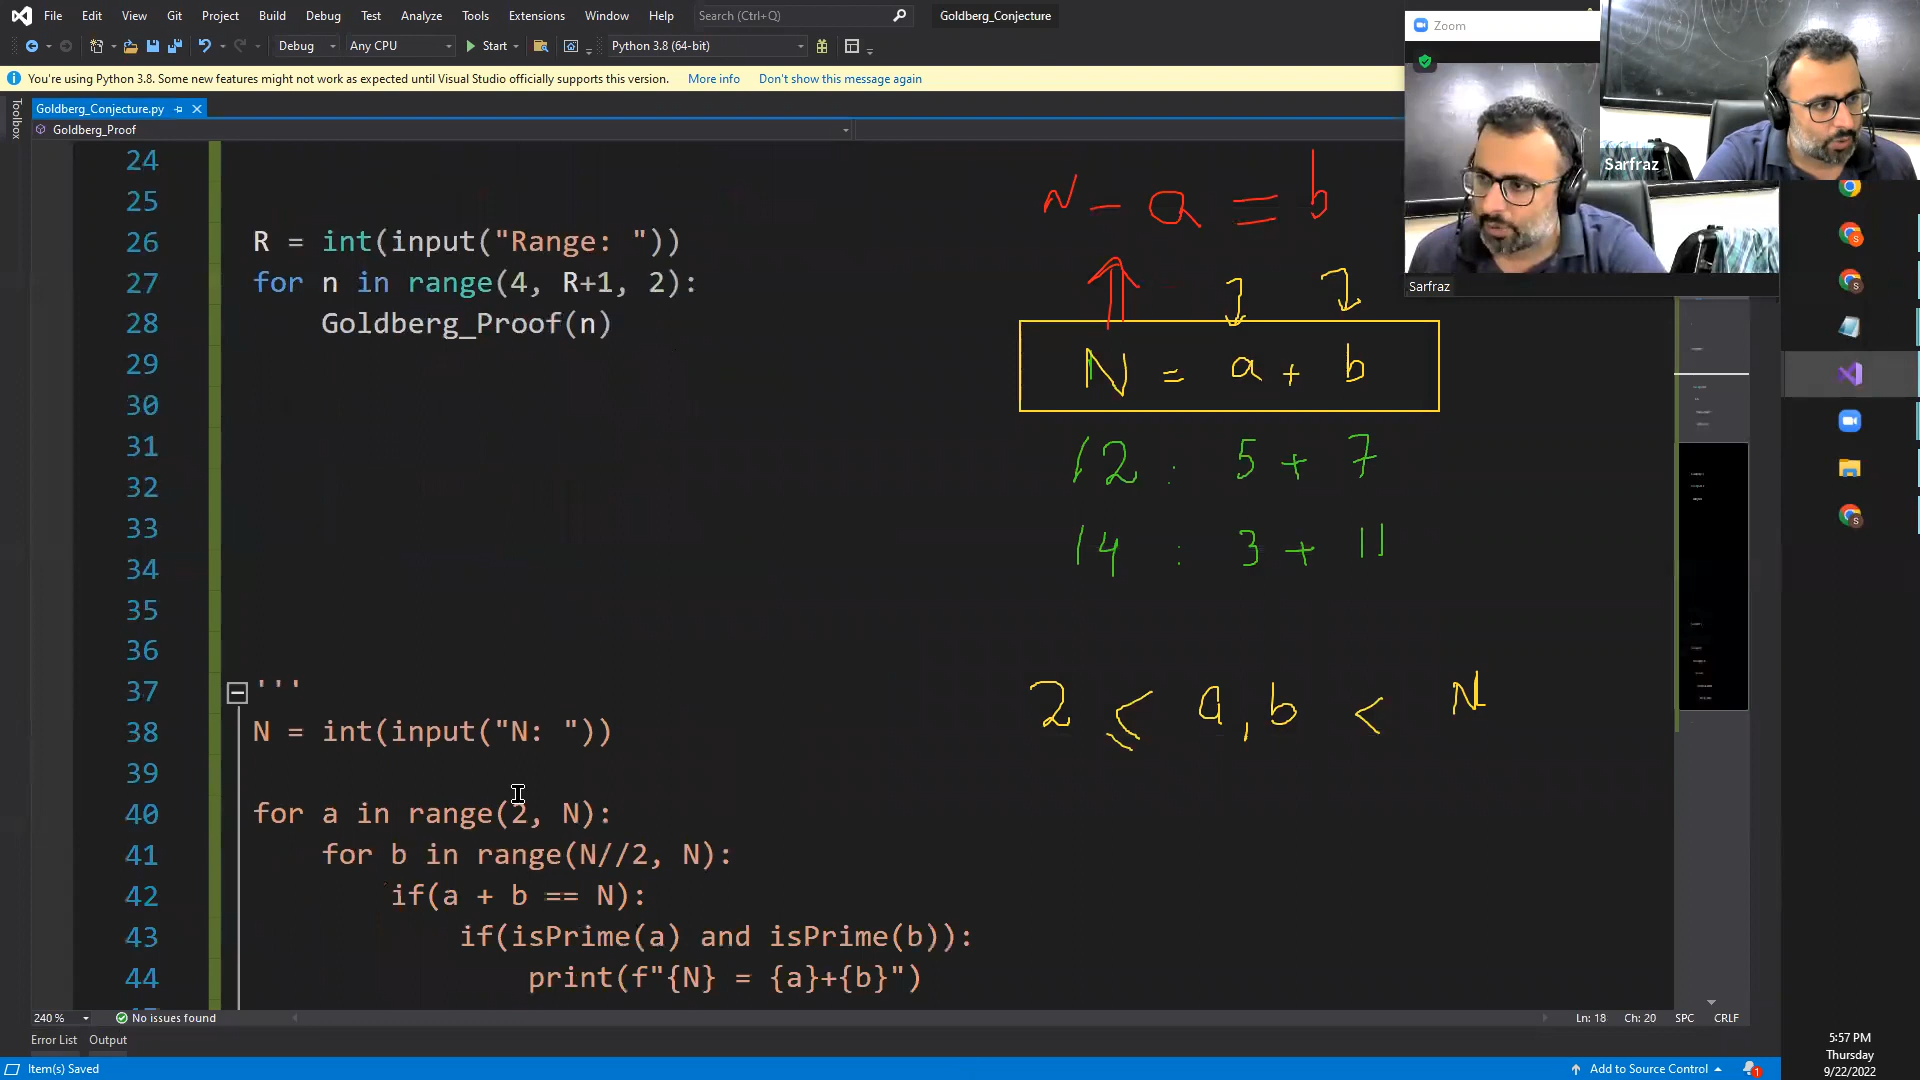 File Edit View Git Project Build Debug Test Analyze Tools Extensions Window Help Search (Ctrl+Q) Goldberg_Conjecture
Debug Any CPU Start Python 3.8 (64-bit)
You're using Python 3.8. Some new features might not work as expected until Visual Studio officially supports this version. More info Don't show this message again
Toolbox
Goldberg_Conjecture.py
Goldberg_Proof
24
25
26 R = int(input("Range: "))
27 for n in range(4, R+1, 2):
28 Goldberg_Proof(n)
29
30
31
32
33
34
35
36
37 '''
38 N = int(input("N: "))
39
40 for a in range(2, N):
41 for b in range(N//2, N):
42 if(a + b == N):
43 if(isPrime(a) and isPrime(b)):
44 print(f"{N} = {a}+{b}")
N - a = b
N = a + b
12 : 5 + 7
14 : 3 + 11
2 ≤ a, b < N
Zoom
Sarfraz
Sarfraz
240 % No issues found Ln: 18 Ch: 20 SPC CRLF
Error List Output
Item(s) Saved Add to Source Control 1
5:57 PM
Thursday
9/22/2022